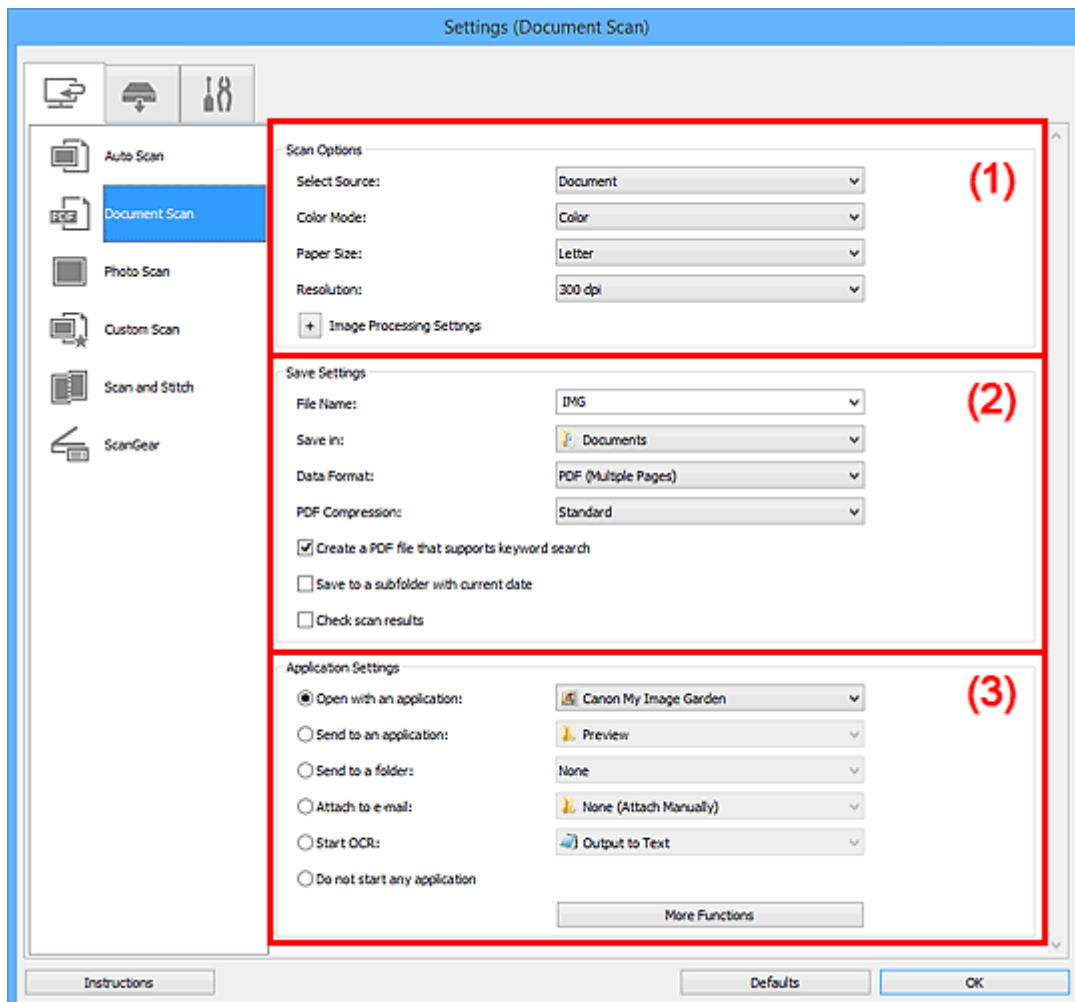 Settings (Document Scan)
Auto Scan
Document Scan
Photo Scan
Custom Scan
Scan and Stitch
ScanGear
PDF
Scan Options
(1)
Select Source: Document
Color Mode: Color
Paper Size: Letter
Resolution: 300 dpi
+ Image Processing Settings
Save Settings
(2)
File Name: IMG
Save in: Documents
Data Format: PDF (Multiple Pages)
PDF Compression: Standard
Create a PDF file that supports keyword search
Save to a subfolder with current date
Check scan results
Application Settings
(3)
Open with an application: Canon My Image Garden
Send to an application: Preview
Send to a folder: None
Attach to e-mail: None (Attach Manually)
Start OCR: Output to Text
Do not start any application
More Functions
Instructions Defaults OK